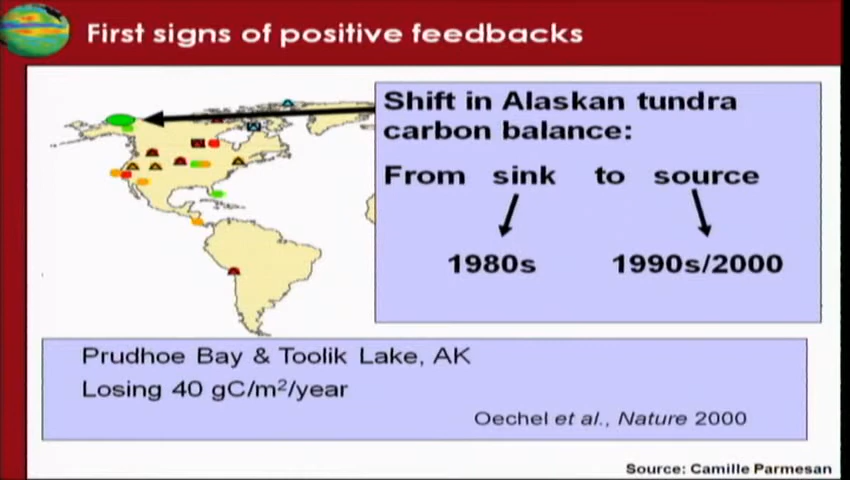 First signs of positive feedbacks
Shift in Alaskan tundra
carbon balance:
From sink to source
1980s 1990s/2000
Prudhoe Bay & Toolik Lake, AK
Losing 40 gC/m²/year
Oechel et al., Nature 2000
Source: Camille Parmesan